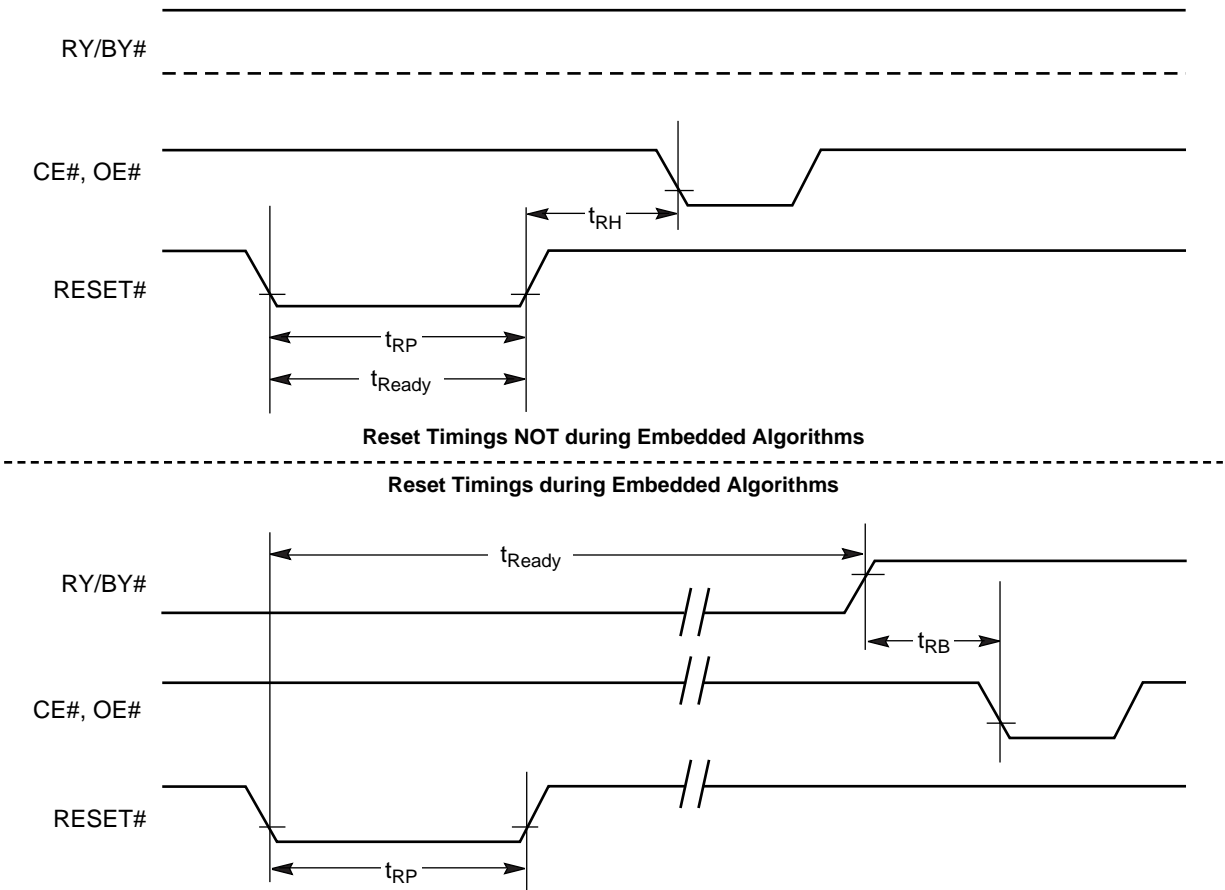 RY/BY#
CE#, OE#
tRH
RESET#
tRP
tReady
Reset Timings NOT during Embedded Algorithms
Reset Timings during Embedded Algorithms
tReady
RY/BY#
tRB
CE#, OE#
RESET#
tRP